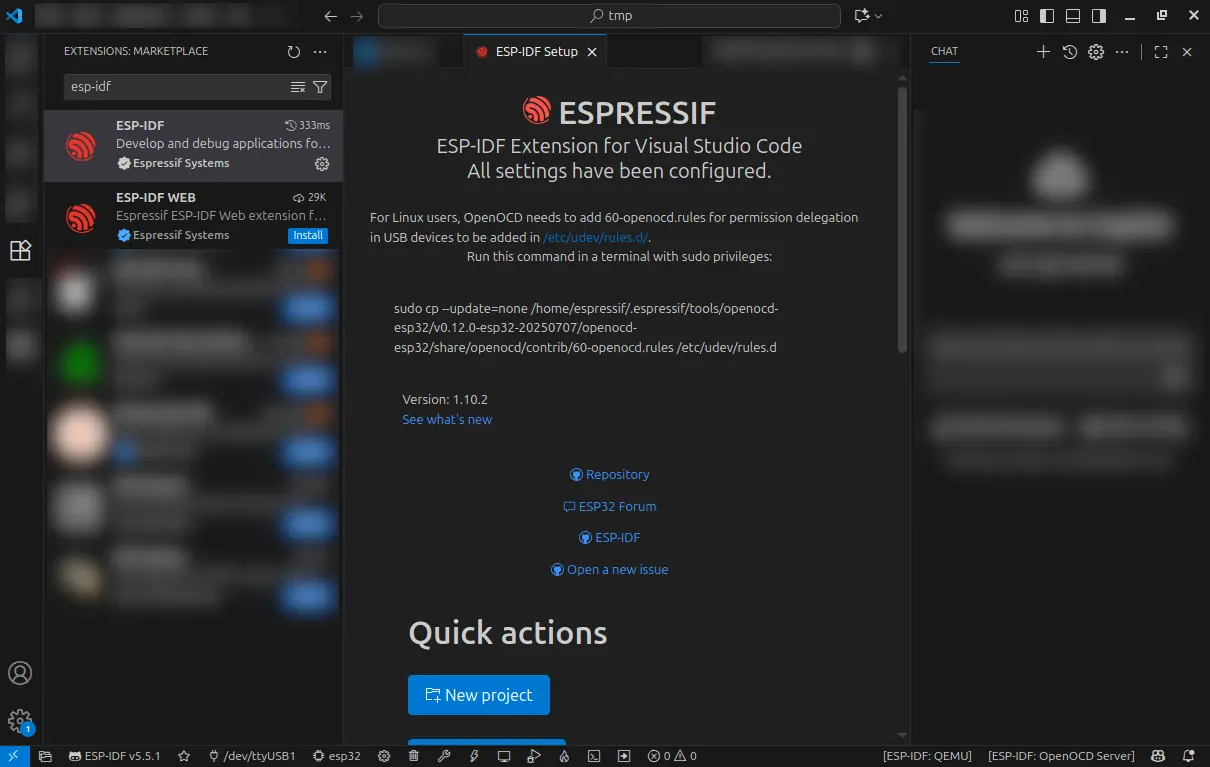 tmp
EXTENSIONS: MARKETPLACE
esp-idf
ESP-IDF
333ms
Develop and debug applications fo...
Espressif Systems
ESP-IDF WEB
29K
Espressif ESP-IDF Web extension f...
Espressif Systems
Install
1
ESP-IDF Setup
ESPRESSIF
ESP-IDF Extension for Visual Studio Code
All settings have been configured.
For Linux users, OpenOCD needs to add 60-openocd.rules for permission delegation
in USB devices to be added in /etc/udev/rules.d/.
Run this command in a terminal with sudo privileges:
sudo cp --update=none /home/espressif/.espressif/tools/openocd-
esp32/v0.12.0-esp32-20250707/openocd-
esp32/share/openocd/contrib/60-openocd.rules /etc/udev/rules.d
Version: 1.10.2
See what's new
Repository
ESP32 Forum
ESP-IDF
Open a new issue
Quick actions
New project
CHAT
ESP-IDF v5.5.1
/dev/ttyUSB1
esp32
0
0
[ESP-IDF: QEMU]
[ESP-IDF: OpenOCD Server]